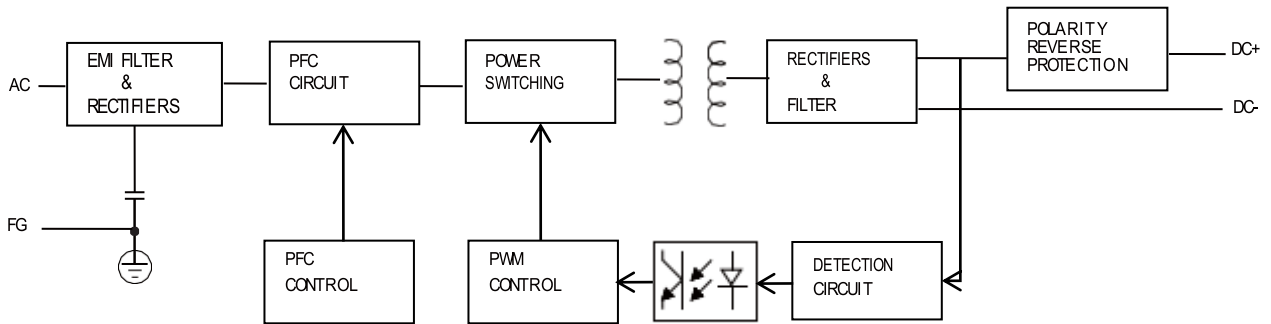 AC
EMI FILTER
&
RECTIFIERS
PFC
CIRCUIT
POWER
SWITCHING
RECTIFIERS
&
FILTER
POLARITY
REVERSE
PROTECTION
DC+
DC-
FG
PFC
CONTROL
PWM
CONTROL
DETECTION
CIRCUIT